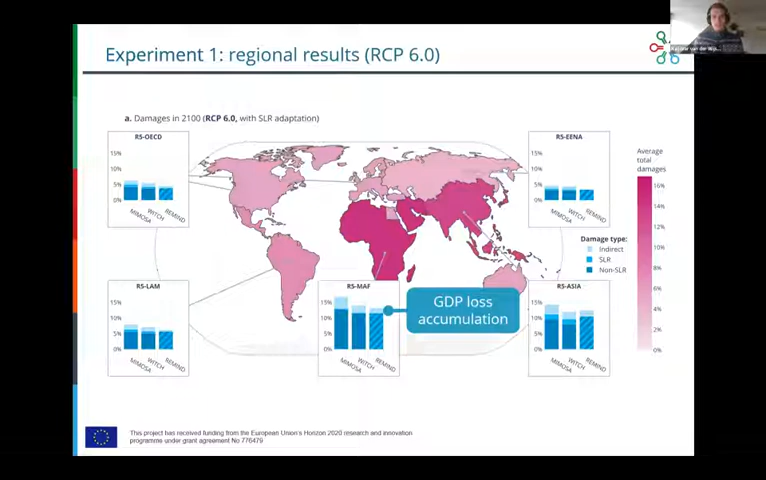 Experiment 1: regional results (RCP 6.0)
a. Damages in 2100 (RCP 6.0, with SLR adaptation)
R5-OECD
15%
10%
5%
0%
MIMOSA
WITCH
REMIND
R5-EENA
15%
10%
5%
0%
MIMOSA
WITCH
REMIND
Average
total
damages
16%
14%
12%
10%
8%
6%
4%
2%
0%
Damage type:
Indirect
SLR
Non-SLR
R5-LAM
15%
10%
5%
0%
MIMOSA
WITCH
REMIND
R5-MAF
15%
10%
5%
0%
MIMOSA
WITCH
REMIND
GDP loss
accumulation
R5-ASIA
15%
10%
5%
0%
MIMOSA
WITCH
REMIND
This project has received funding from the European Union's Horizon 2020 research and innovation
programme under grant agreement No 776479